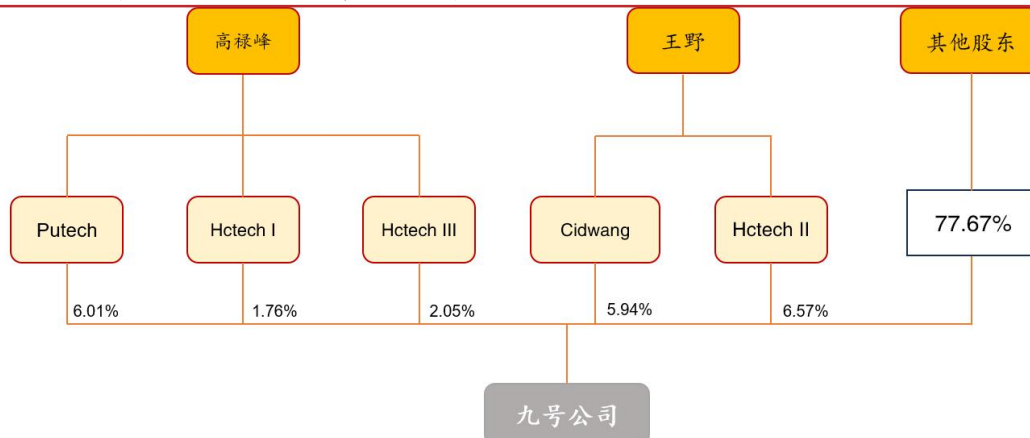 高禄峰
王野
其他股东
Putech
Hctech I
Hctech III
Cidwang
Hctech II
77.67%
6.01%
1.76%
2.05%
5.94%
6.57%
九号公司